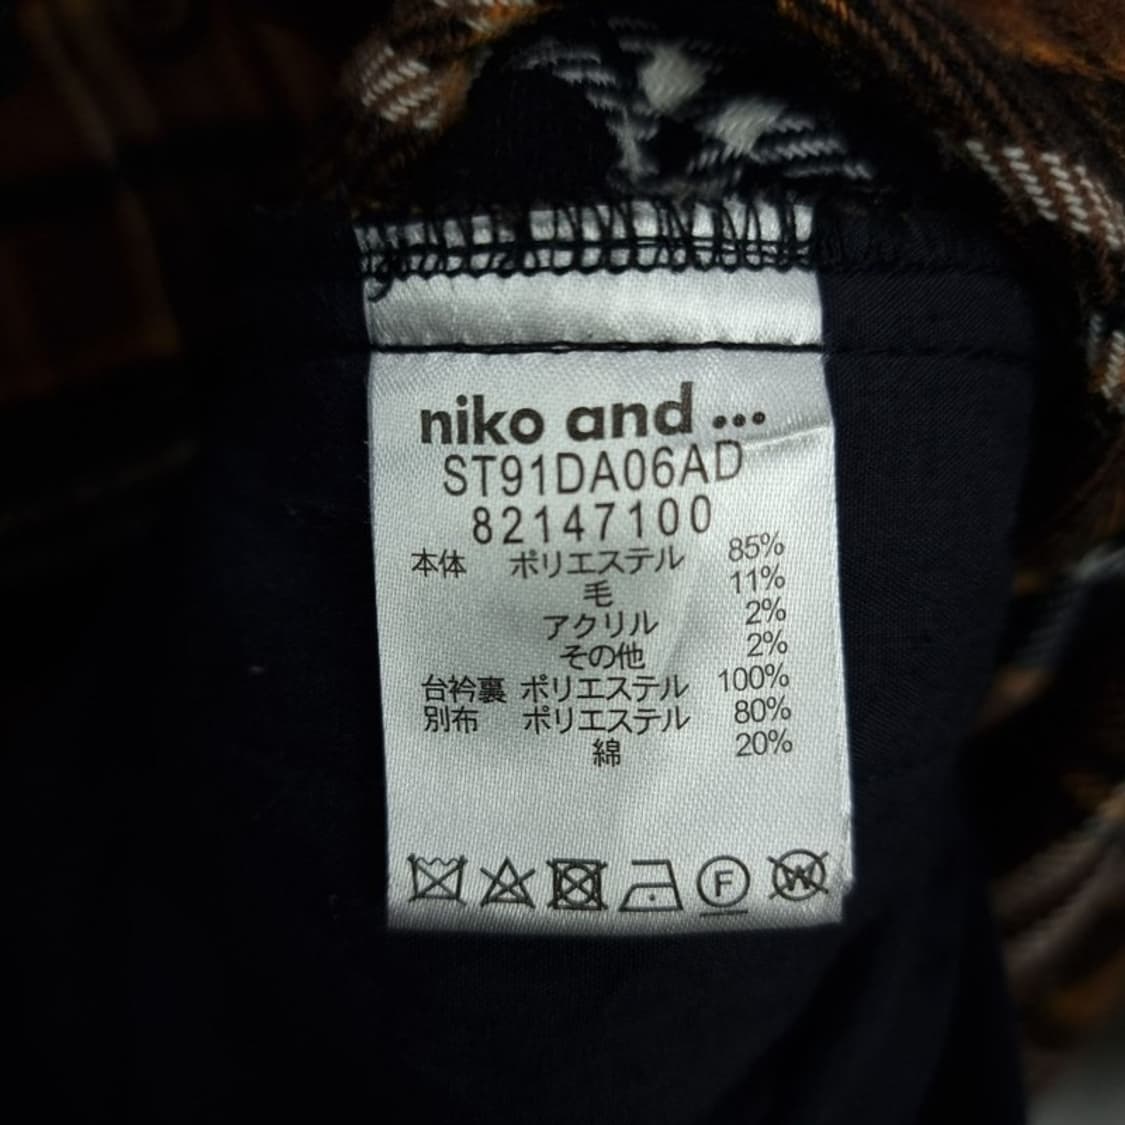 niko and ...
ST91DA06AD
82147100
本体 ポリエステル 85%
毛 11%
アクリル 2%
その他 2%
台衿裏 ポリエステル 100%
別布 ポリエステル 80%
綿 20%
F W